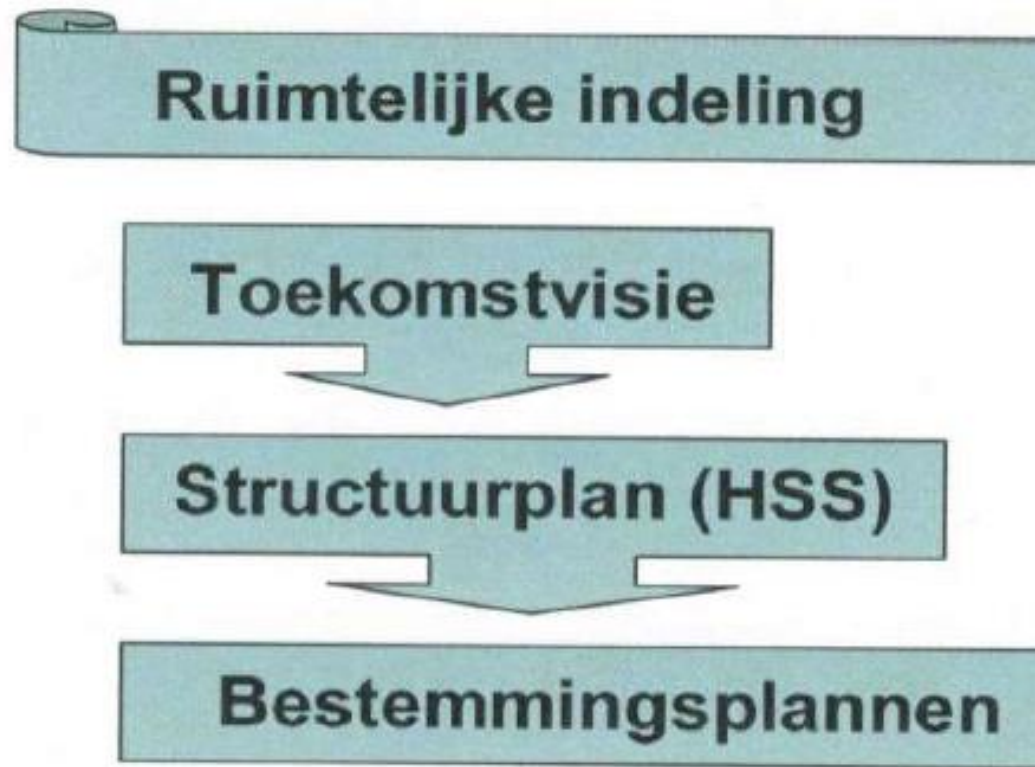 Ruimtelijke indeling
Toekomstvisie
Structuurplan (HSS)
Bestemmingsplannen